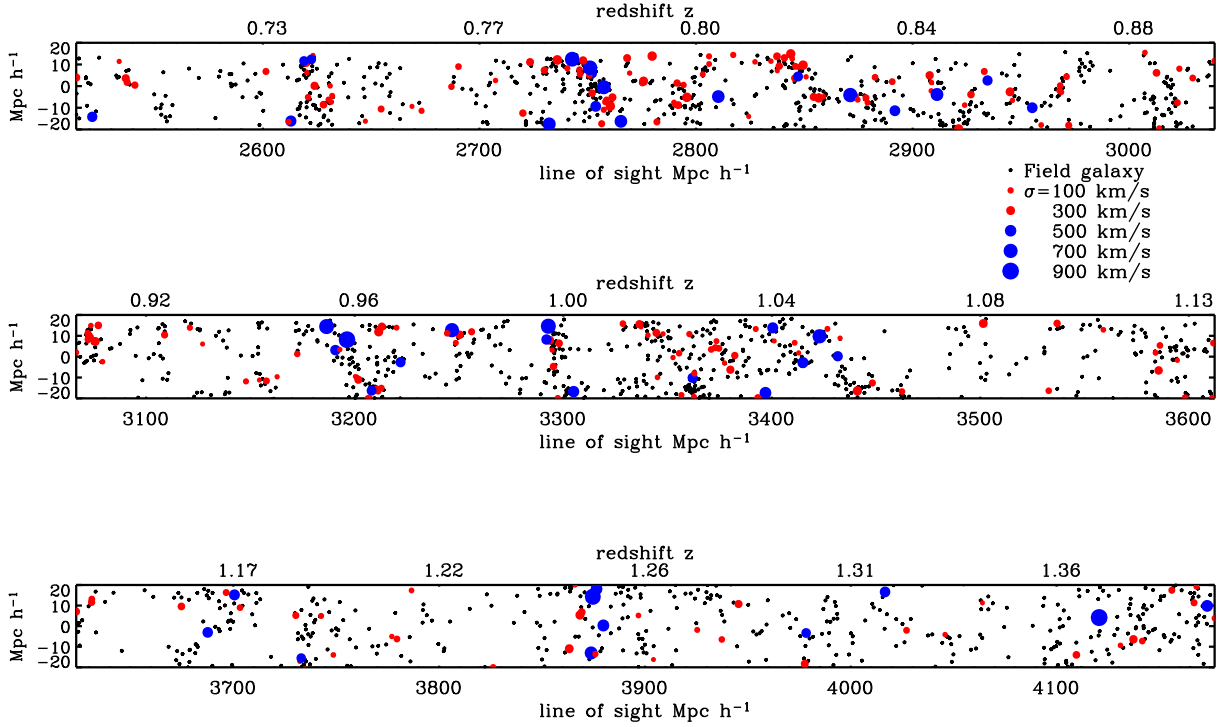 redshift z
0.73 0.77 0.80 0.84 0.88
Mpc h⁻¹
20
10
0
−10
−20
2600 2700 2800 2900 3000
line of sight Mpc h⁻¹
Field galaxy
σ=100 km/s
300 km/s
500 km/s
700 km/s
900 km/s
redshift z
0.92 0.96 1.00 1.04 1.08 1.13
Mpc h⁻¹
20
10
0
−10
−20
3100 3200 3300 3400 3500 3600
line of sight Mpc h⁻¹
redshift z
1.17 1.22 1.26 1.31 1.36
Mpc h⁻¹
20
10
0
−10
−20
3700 3800 3900 4000 4100
line of sight Mpc h⁻¹